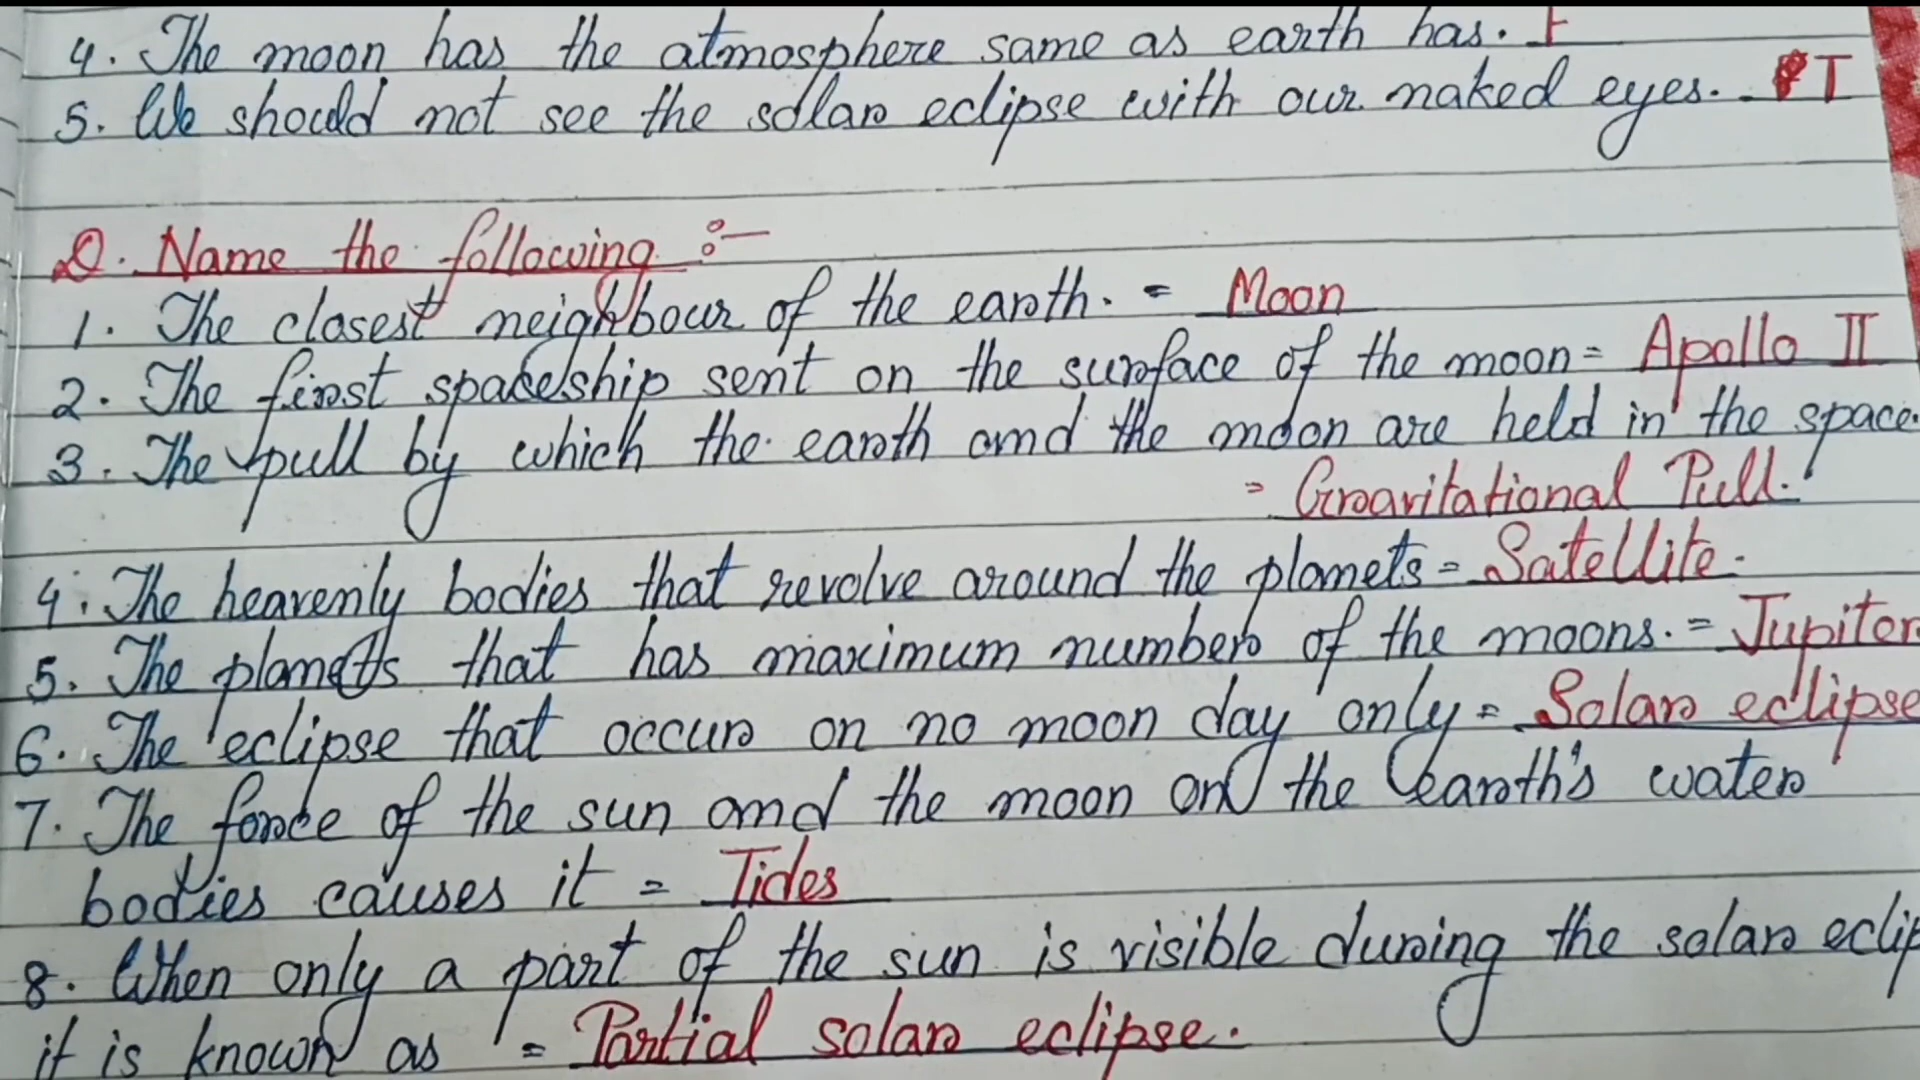 4. The moon has the atmosphere same as earth has. F
5. We should not see the solar eclipse with our naked eyes. T
D. Name the following :-
1. The closest neighbour of the earth. = Moon
2. The first spaceship sent on the surface of the moon = Apollo II
3. The pull by which the earth and the moon are held in the space.
= Gravitational Pull.
4. The heavenly bodies that revolve around the planets = Satellite.
5. The planets that has maximum number of the moons. = Jupiter
6. The eclipse that occur on no moon day only = Solar eclipse
7. The force of the sun and the moon on the earth's water
bodies causes it = Tides
8. When only a part of the sun is visible during the solar eclip
it is known as = Partial solar eclipse.